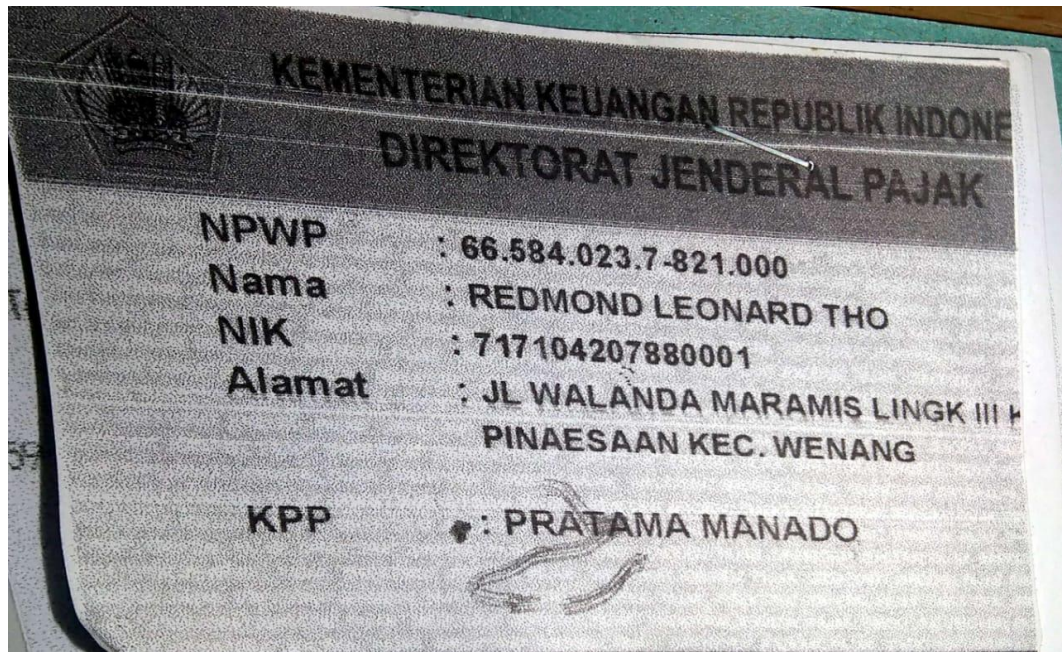 KEMENTERIAN KEUANGAN REPUBLIK INDONE
DIREKTORAT JENDERAL PAJAK
NPWP : 66.584.023.7-821.000
Nama : REDMOND LEONARD THO
NIK : 717104207880001
Alamat : JL WALANDA MARAMIS LINGK III
PINAESAAN KEC. WENANG
KPP : PRATAMA MANADO